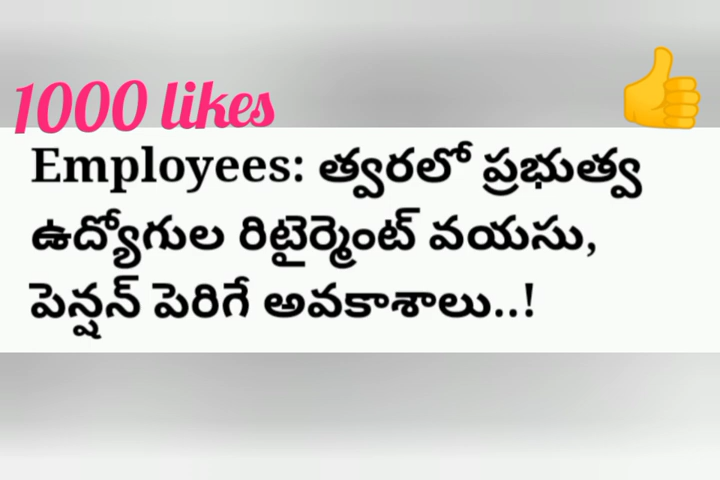 1000 likes
Employees: త్వరలో ప్రభుత్వ
ఉద్యోగుల రిటైర్మెంట్ వయసు,
పెన్షన్ పెరిగే అవకాశాలు..!